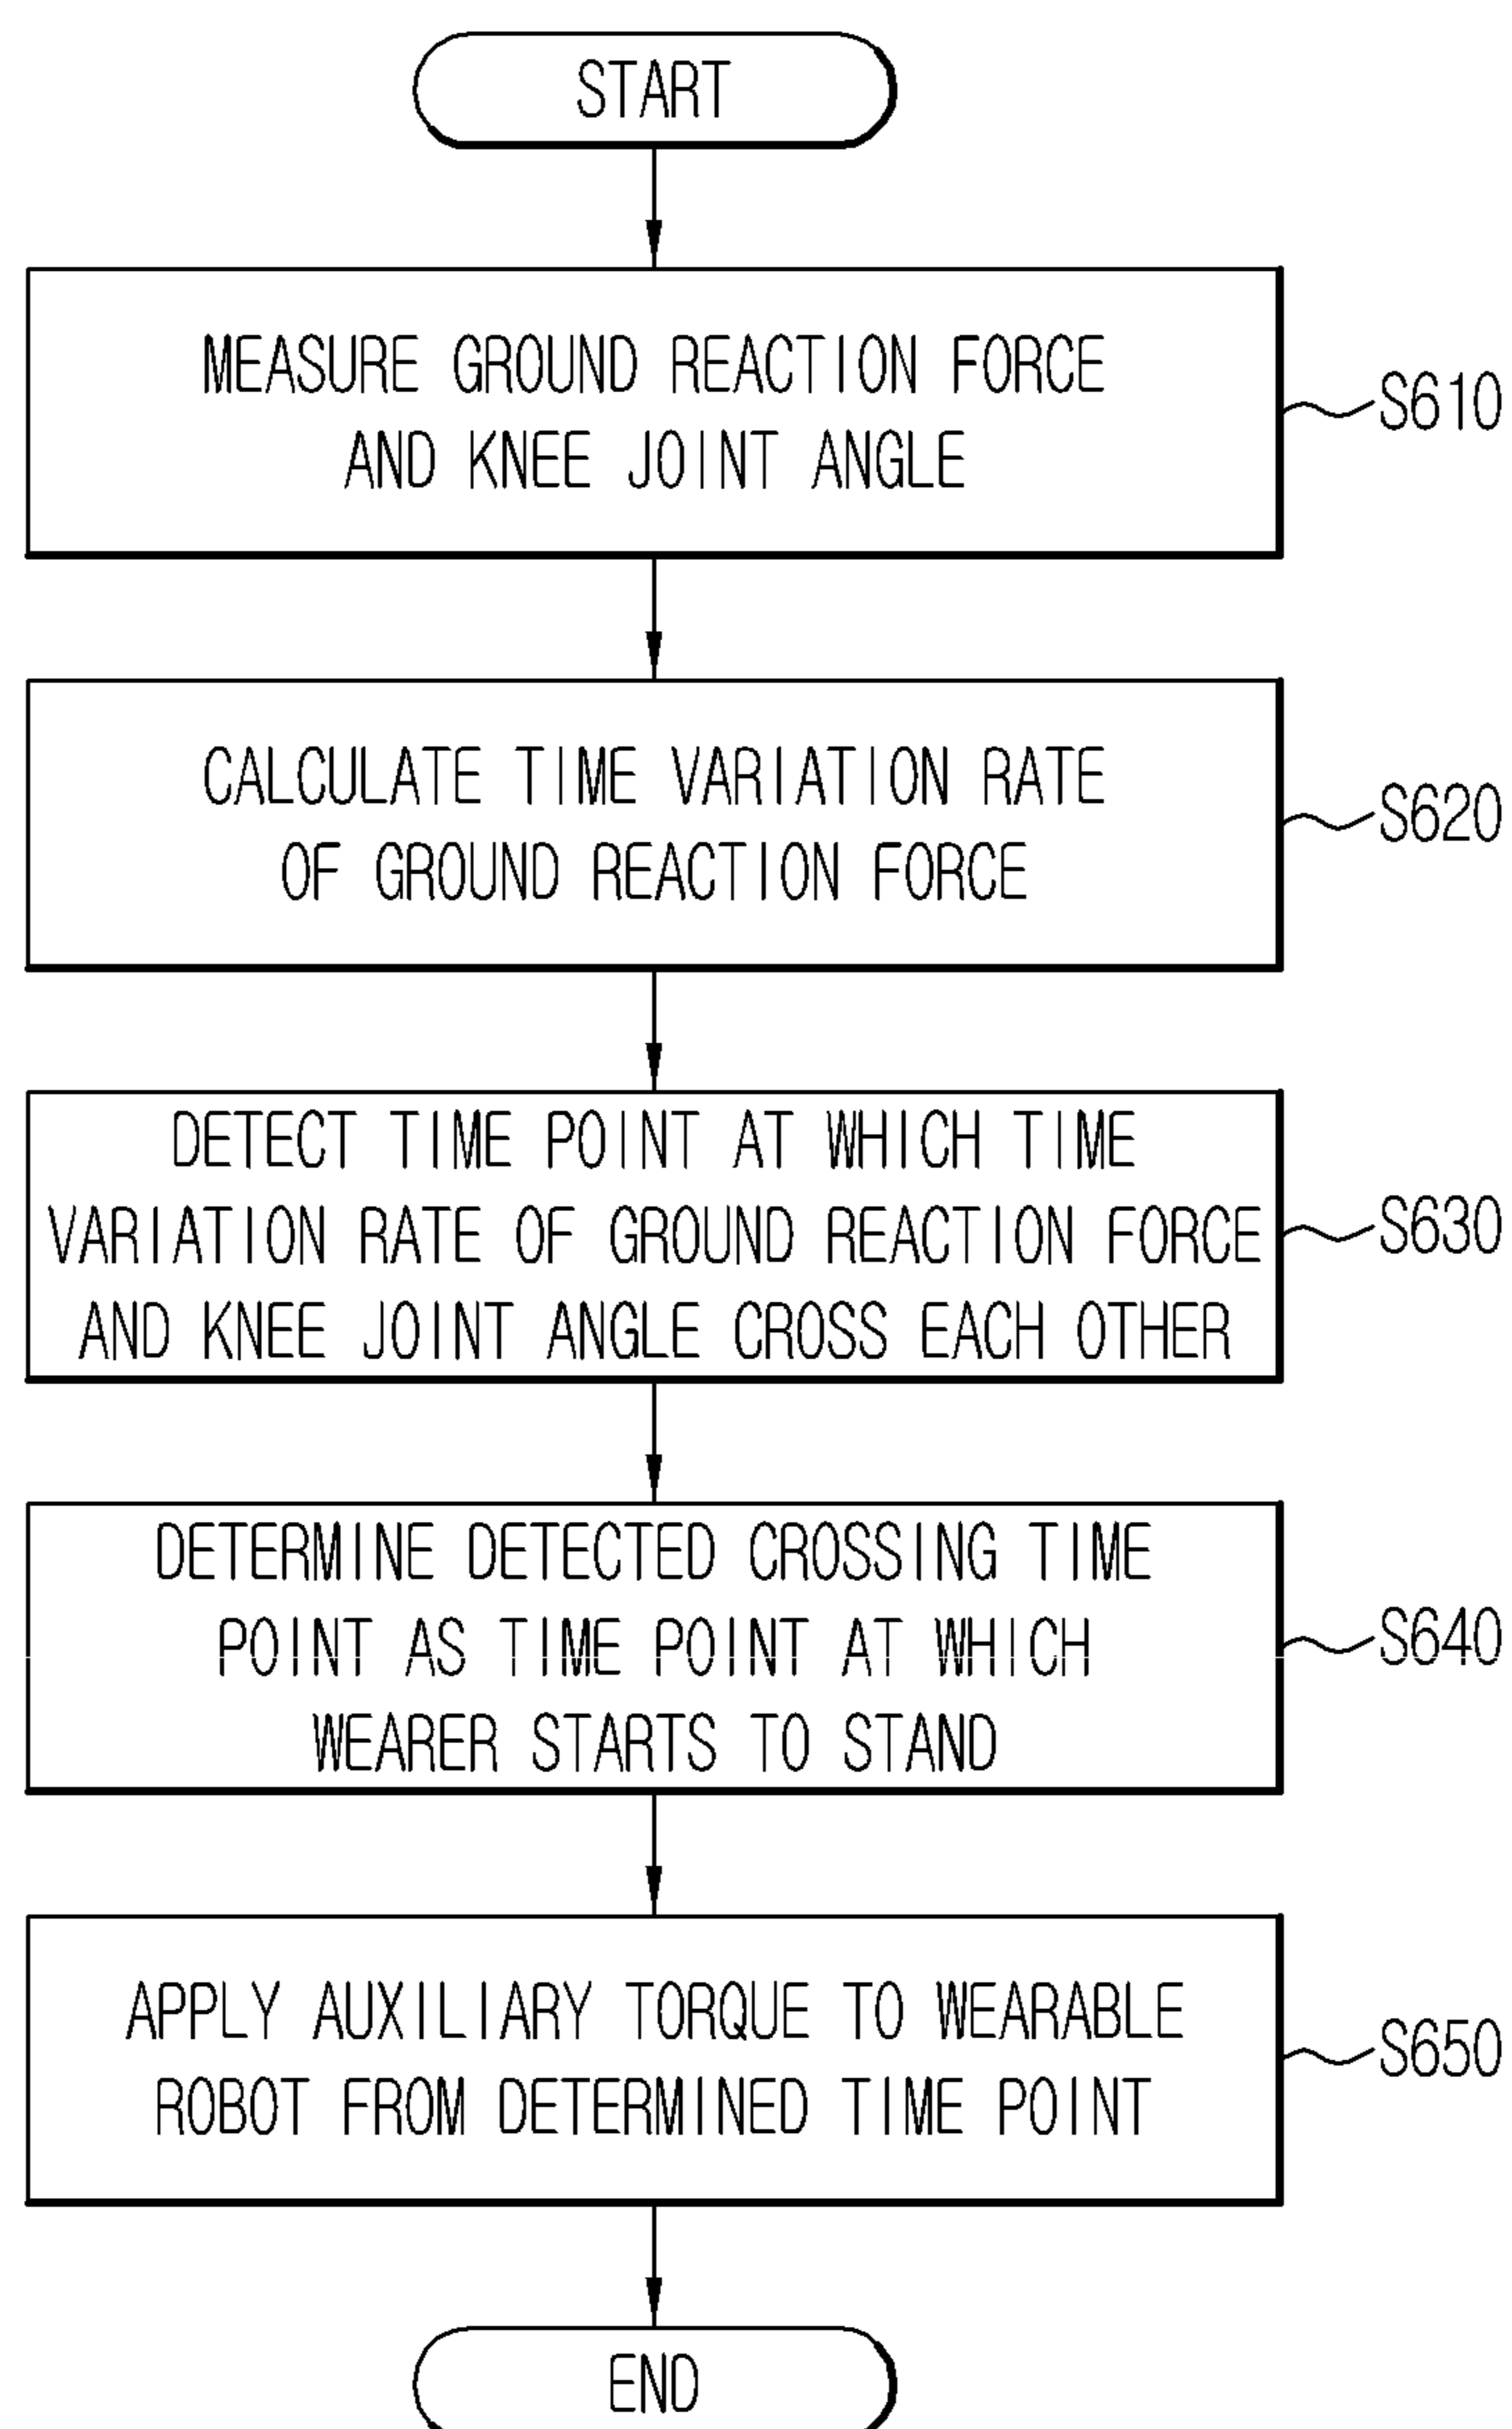 START
MEASURE GROUND REACTION FORCE
AND KNEE JOINT ANGLE
S610
CALCULATE TIME VARIATION RATE
OF GROUND REACTION FORCE
S620
DETECT TIME POINT AT WHICH TIME
VARIATION RATE OF GROUND REACTION FORCE
AND KNEE JOINT ANGLE CROSS EACH OTHER
S630
DETERMINE DETECTED CROSSING TIME
POINT AS TIME POINT AT WHICH
WEARER STARTS TO STAND
S640
APPLY AUXILIARY TORQUE TO WEARABLE
ROBOT FROM DETERMINED TIME POINT
S650
END